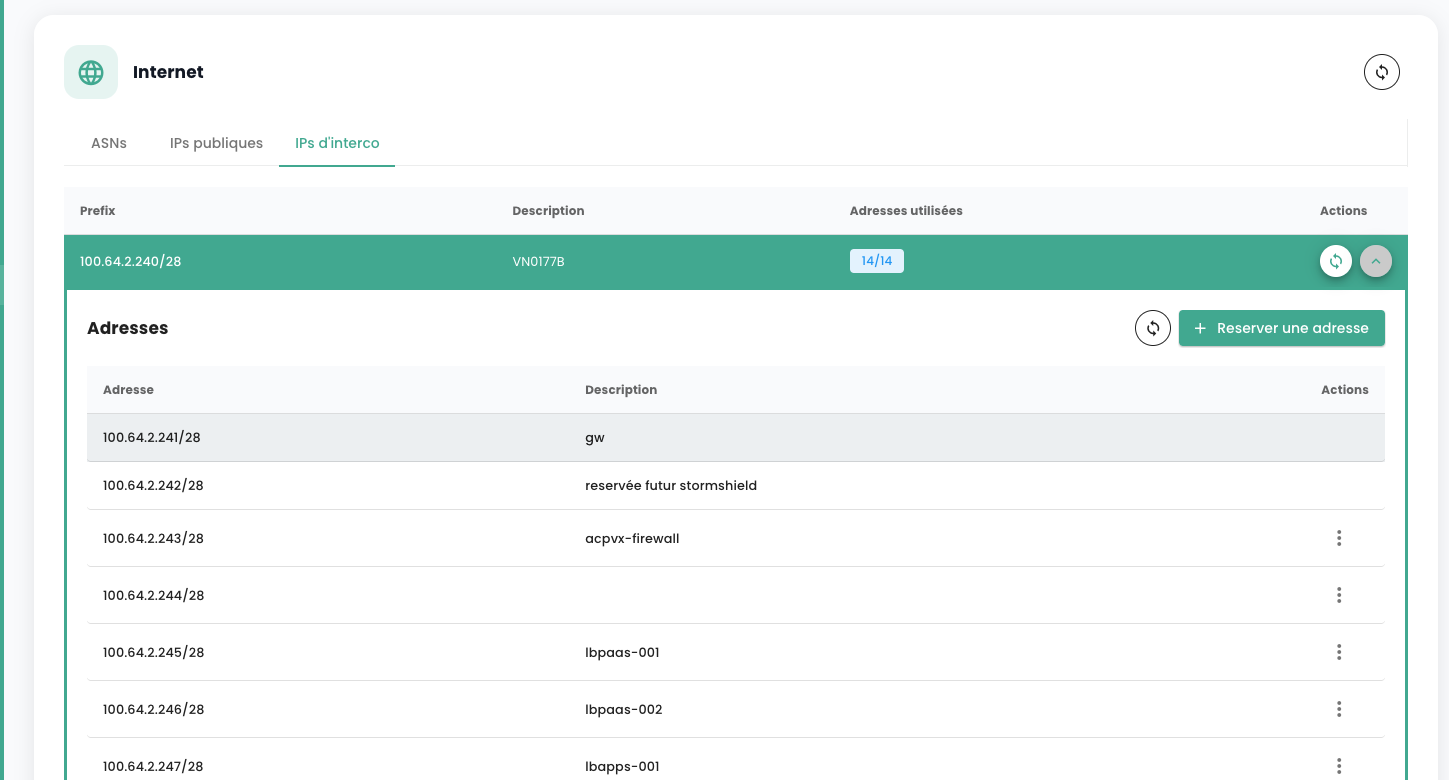 Internet
ASNs IPs publiques IPs d'interco
Prefix Description Adresses utilisées Actions
100.64.2.240/28 VN0177B 14/14
Adresses
+ Reserver une adresse
Adresse Description Actions
100.64.2.241/28 gw
100.64.2.242/28 reservée futur stormshield
100.64.2.243/28 acpvx-firewall
100.64.2.244/28
100.64.2.245/28 lbpaas-001
100.64.2.246/28 lbpaas-002
100.64.2.247/28 lbapps-001